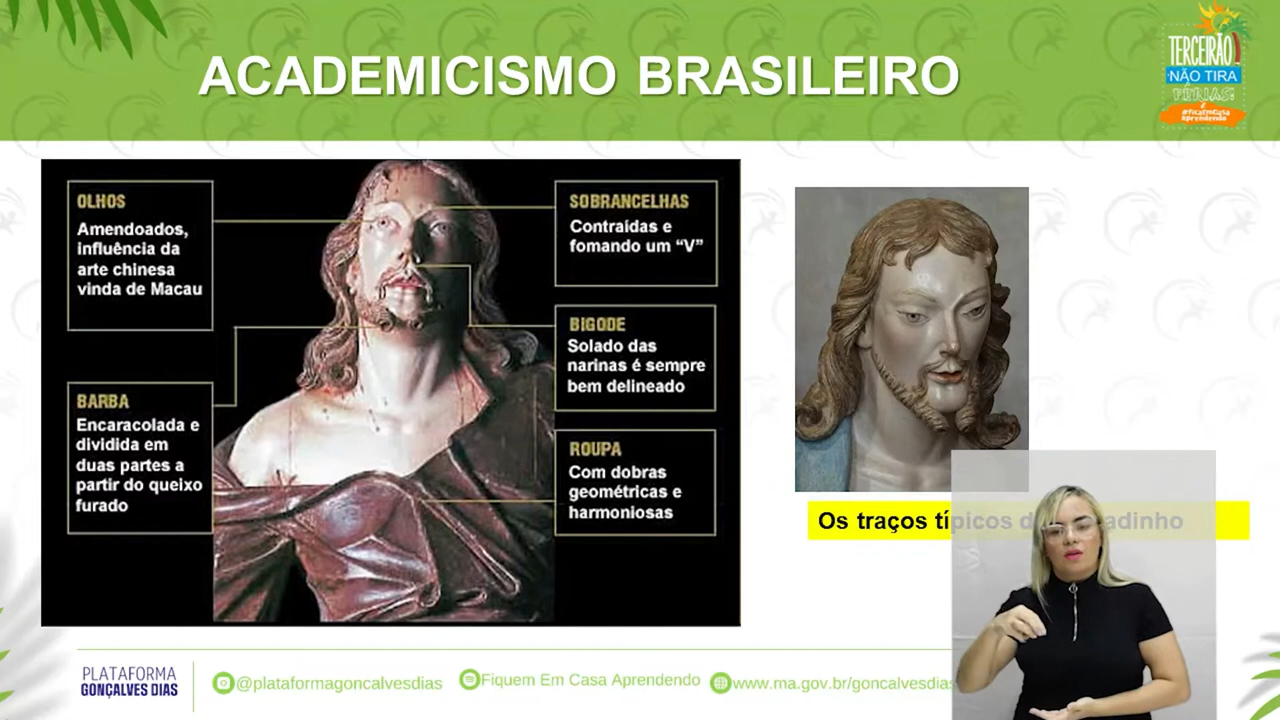 ACADEMICISMO BRASILEIRO
TERCEIRÃO
NÃO TIRA
FÉRIAS!
#FicaEmCasa
Aprendendo
OLHOS
Amendoados,
influência da
arte chinesa
vinda de Macau
BARBA
Encaracolada e
dividida em
duas partes a
partir do queixo
furado
SOBRANCELHAS
Contraídas e
fomando um “V”
BIGODE
Solado das
narinas é sempre
bem delineado
ROUPA
Com dobras
geométricas e
harmoniosas
Os traços típicos
PLATAFORMA
GONÇALVES DIAS
@plataformagoncalvesdias
Fiquem Em Casa Aprendendo
www.ma.gov.br/goncalvesdias